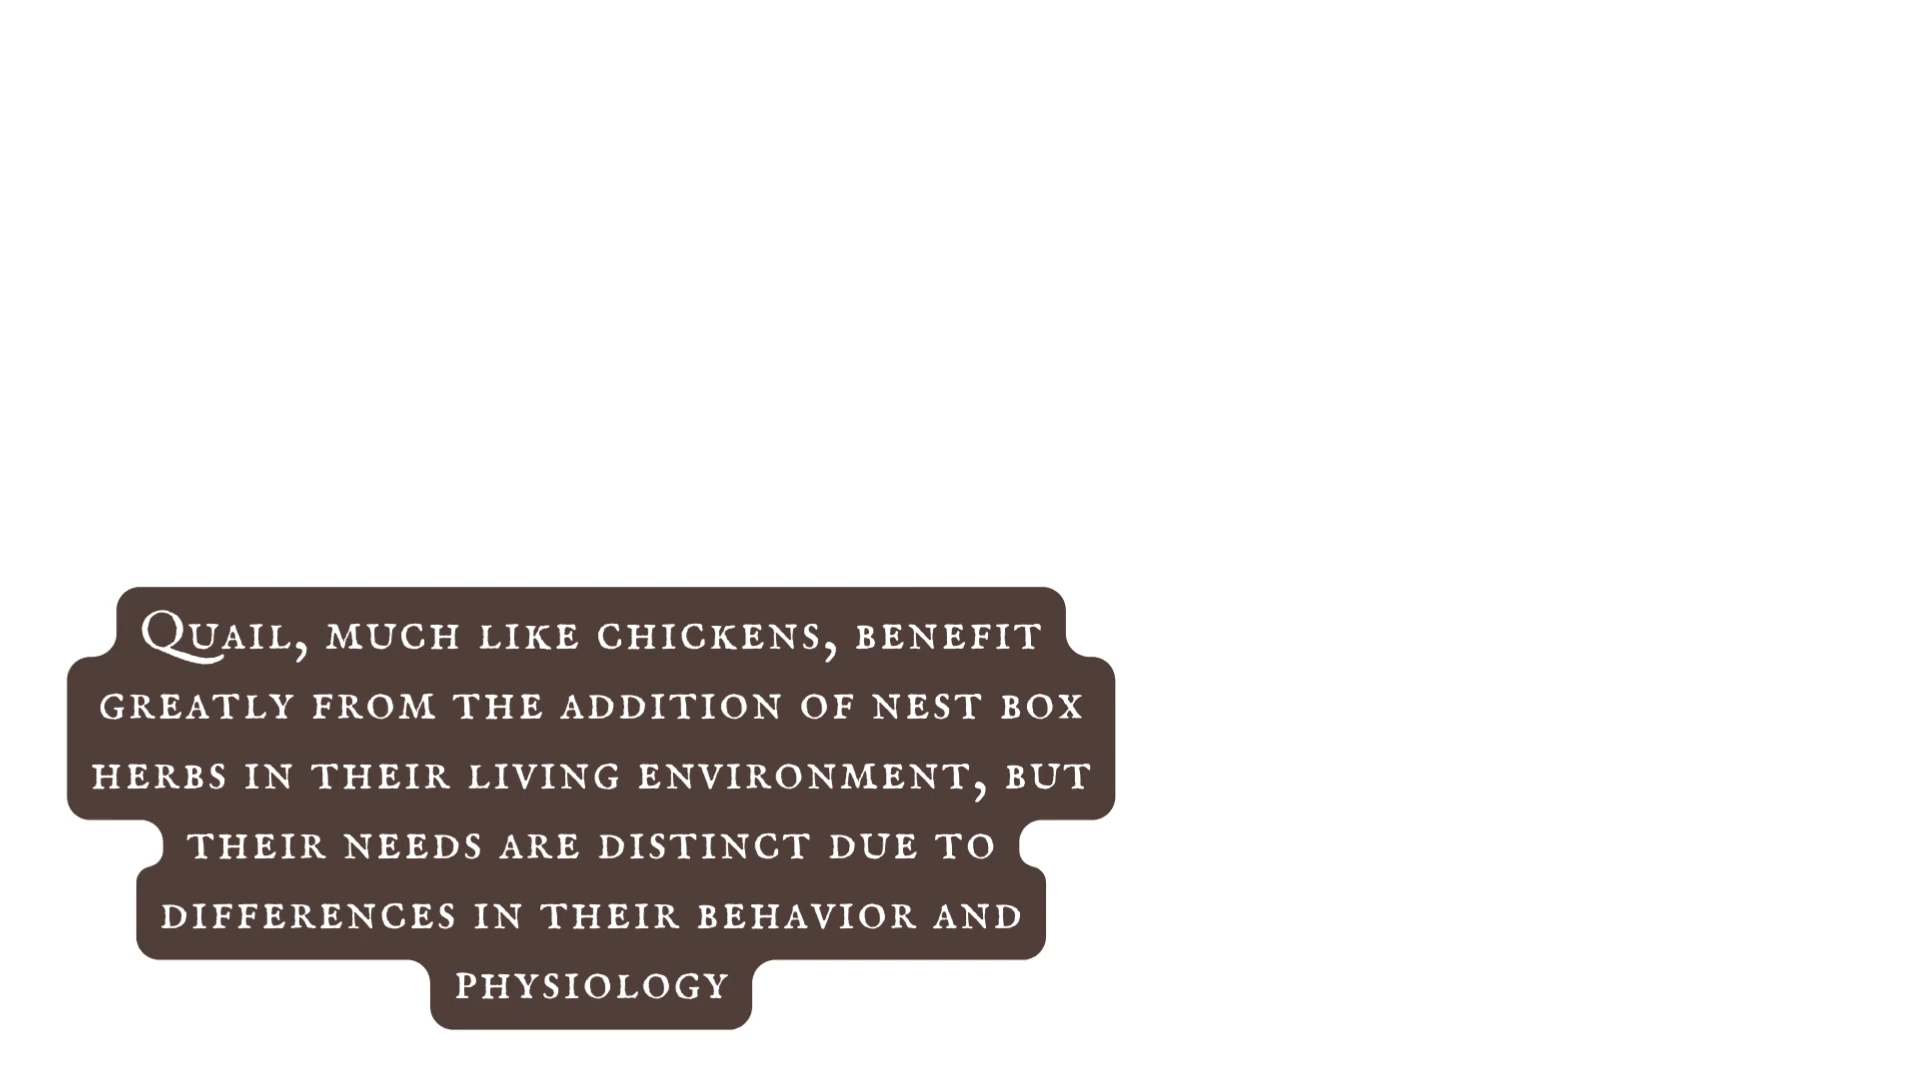 Quail, much like chickens, benefit
greatly from the addition of nest box
herbs in their living environment, but
their needs are distinct due to
differences in their behavior and
physiology